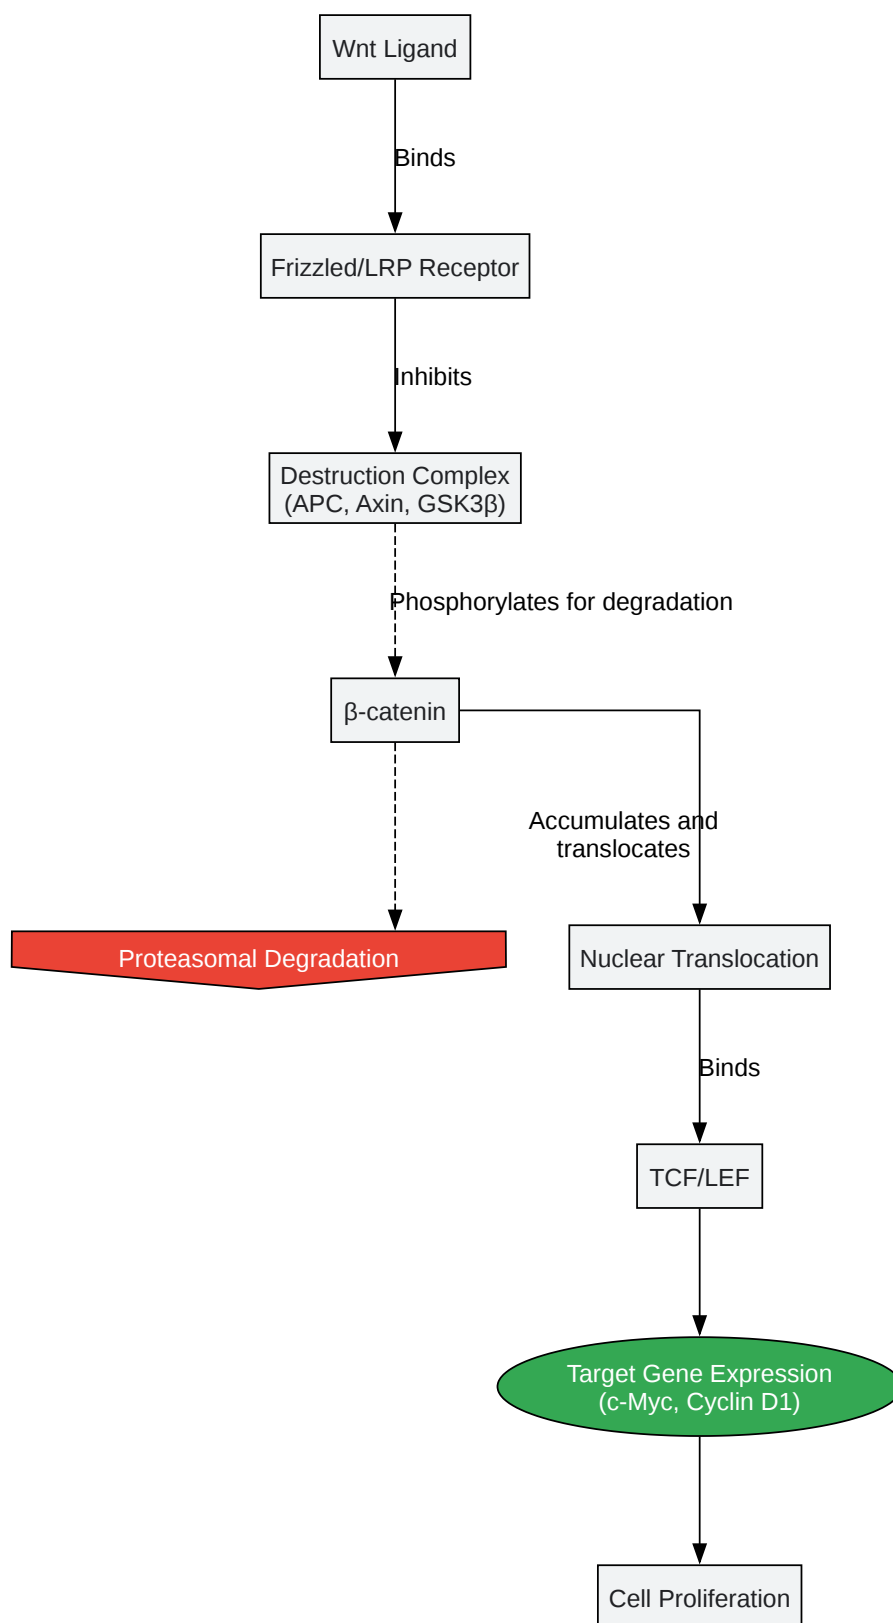 Wnt Ligand
Binds
Frizzled/LRP Receptor
Inhibits
Destruction Complex
(APC, Axin, GSK3β)
Phosphorylates for degradation
β-catenin
Accumulates and
translocates
Proteasomal Degradation
Nuclear Translocation
Binds
TCF/LEF
Target Gene Expression
(c-Myc, Cyclin D1)
Cell Proliferation